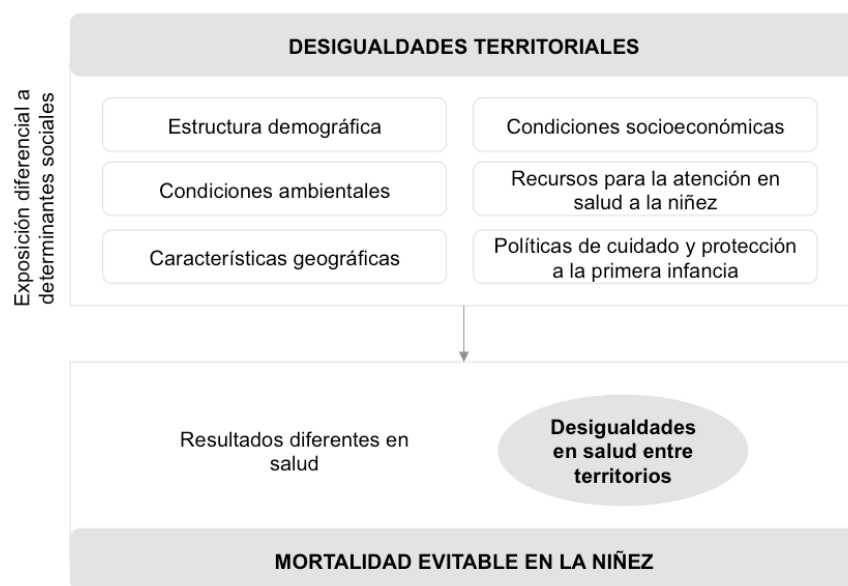 DESIGUALDADES TERRITORIALES
Exposición diferencial a
determinantes sociales
Estructura demográfica
Condiciones socioeconómicas
Condiciones ambientales
Recursos para la atención en
salud a la niñez
Características geográficas
Políticas de cuidado y protección
a la primera infancia
Resultados diferentes en
salud
Desigualdades
en salud entre
territorios
MORTALIDAD EVITABLE EN LA NIÑEZ